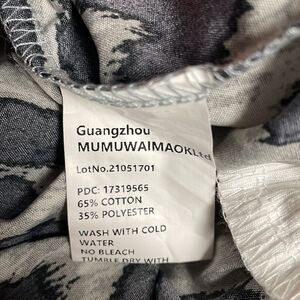 Guangzhou
MUMUWAIMAOKLtd
LotNo.21051701
PDC: 17319565
65% COTTON
35% POLYESTER
WASH WITH COLD
WATER
NO BLEACH
TUMBLE DRY WITH